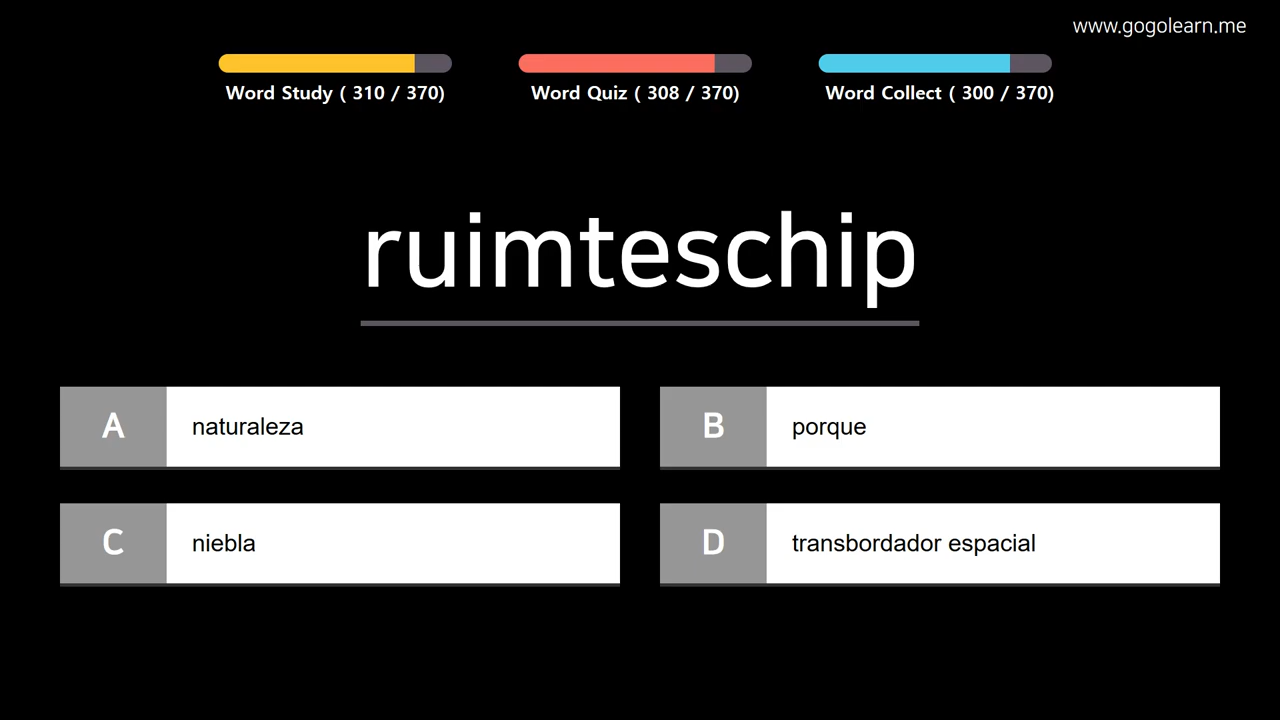 www.gogolearn.me
Word Study ( 310 / 370)
Word Quiz ( 308 / 370)
Word Collect ( 300 / 370)
ruimteschip
A naturaleza
B porque
C niebla
D transbordador espacial